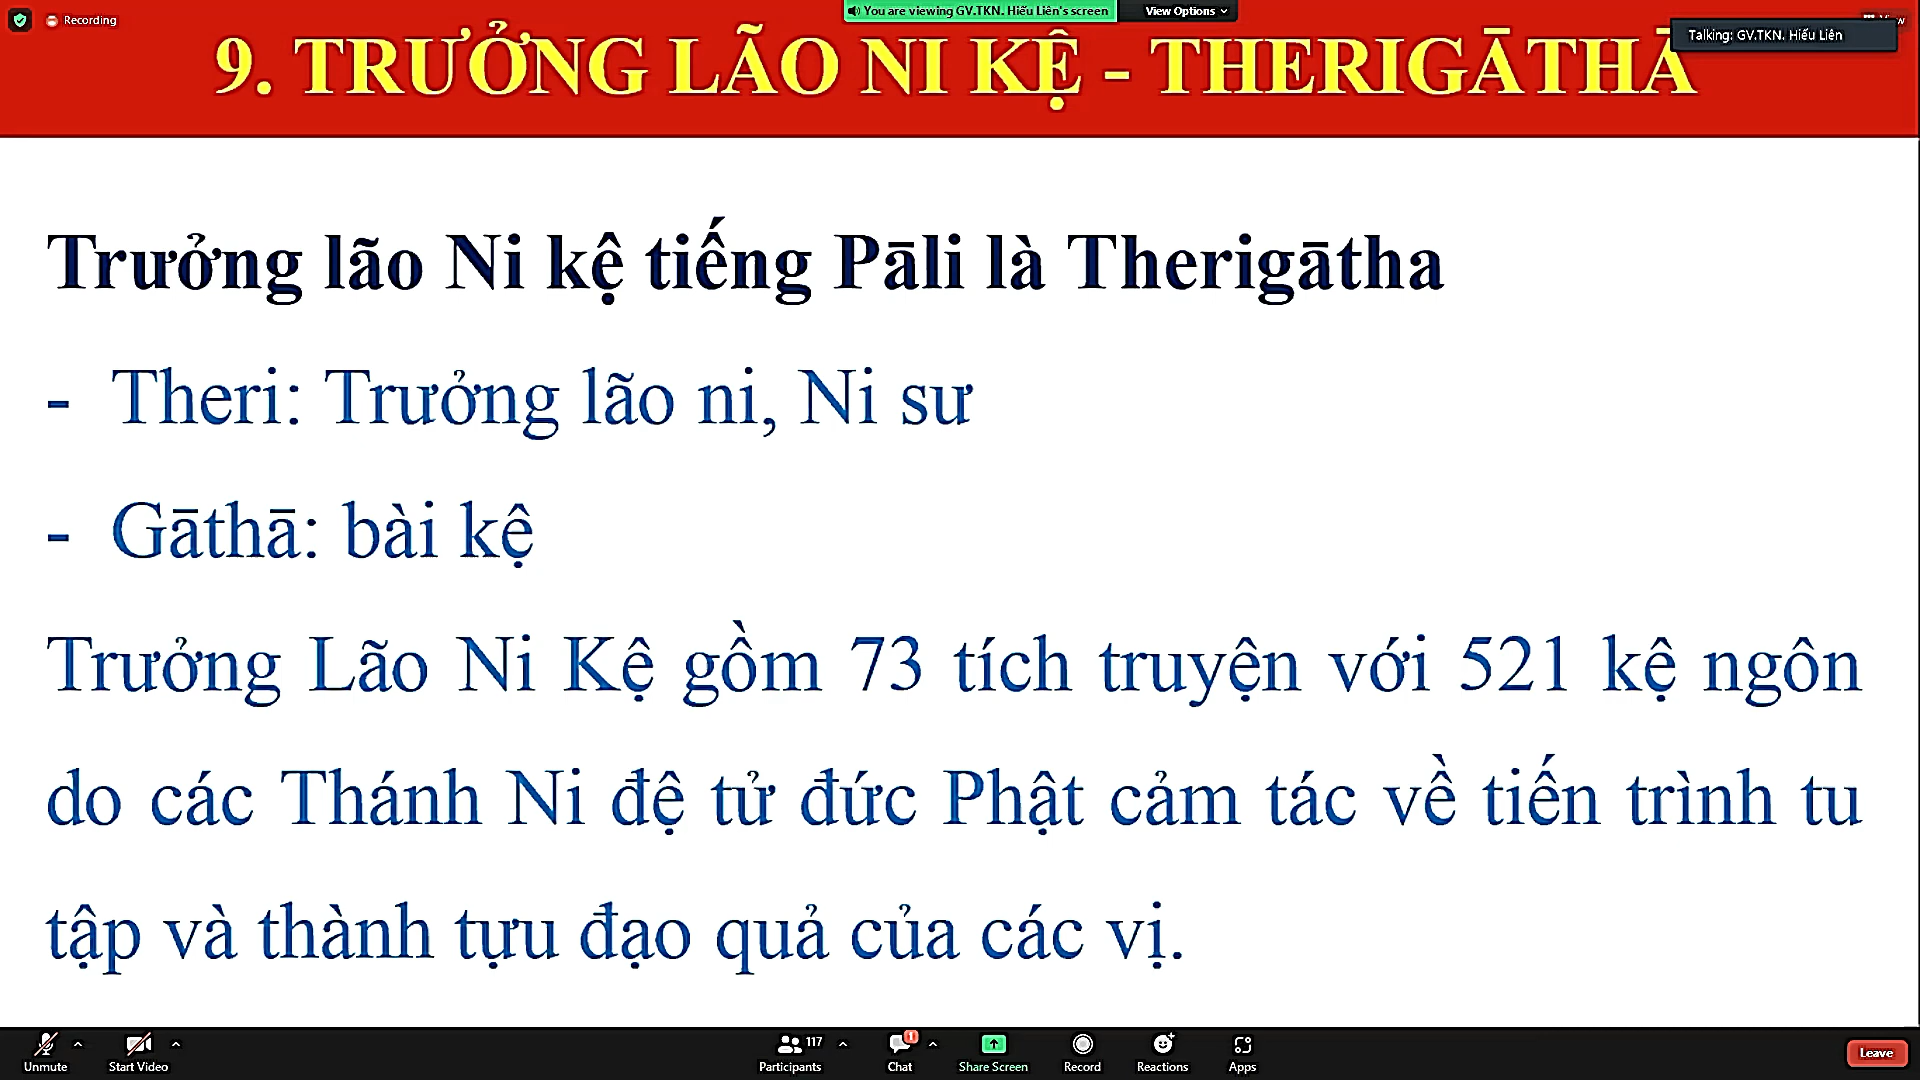 Recording
You are viewing GV.TKN. Hiếu Liên's screen
View Options
Talking: GV.TKN. Hiếu Liên
9. TRƯỞNG LÃO NI KỆ - THERIGĀTHĀ
Trưởng lão Ni kệ tiếng Pāli là Therigātha
- Theri: Trưởng lão ni, Ni sư
- Gāthā: bài kệ
Trưởng Lão Ni Kệ gồm 73 tích truyện với 521 kệ ngôn
do các Thánh Ni đệ tử đức Phật cảm tác về tiến trình tu
tập và thành tựu đạo quả của các vị.
117
1
Unmute
Start Video
Participants
Chat
Share Screen
Record
Reactions
Apps
Leave